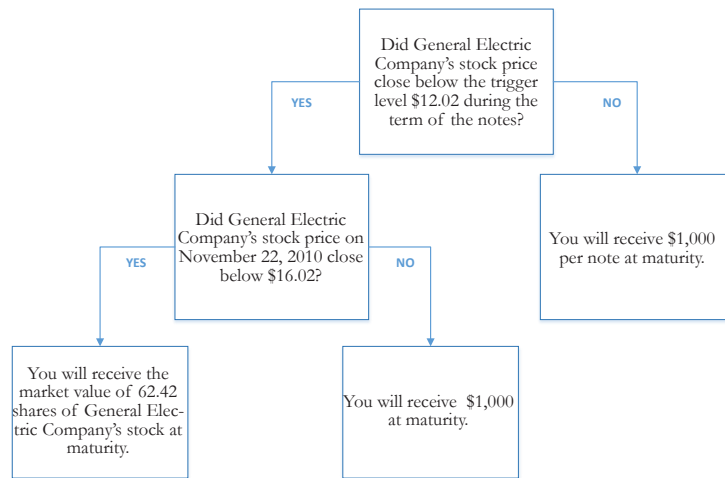 Did General Electric
Company's stock price
close below the trigger
level $12.02 during the
term of the notes?
YES
NO
Did General Electric
Company's stock price on
November 22, 2010 close
below $16.02?
You will receive $1,000
per note at maturity.
YES
NO
You will receive the
market value of 62.42
shares of General Elec-
tric Company's stock at
maturity.
You will receive $1,000
at maturity.